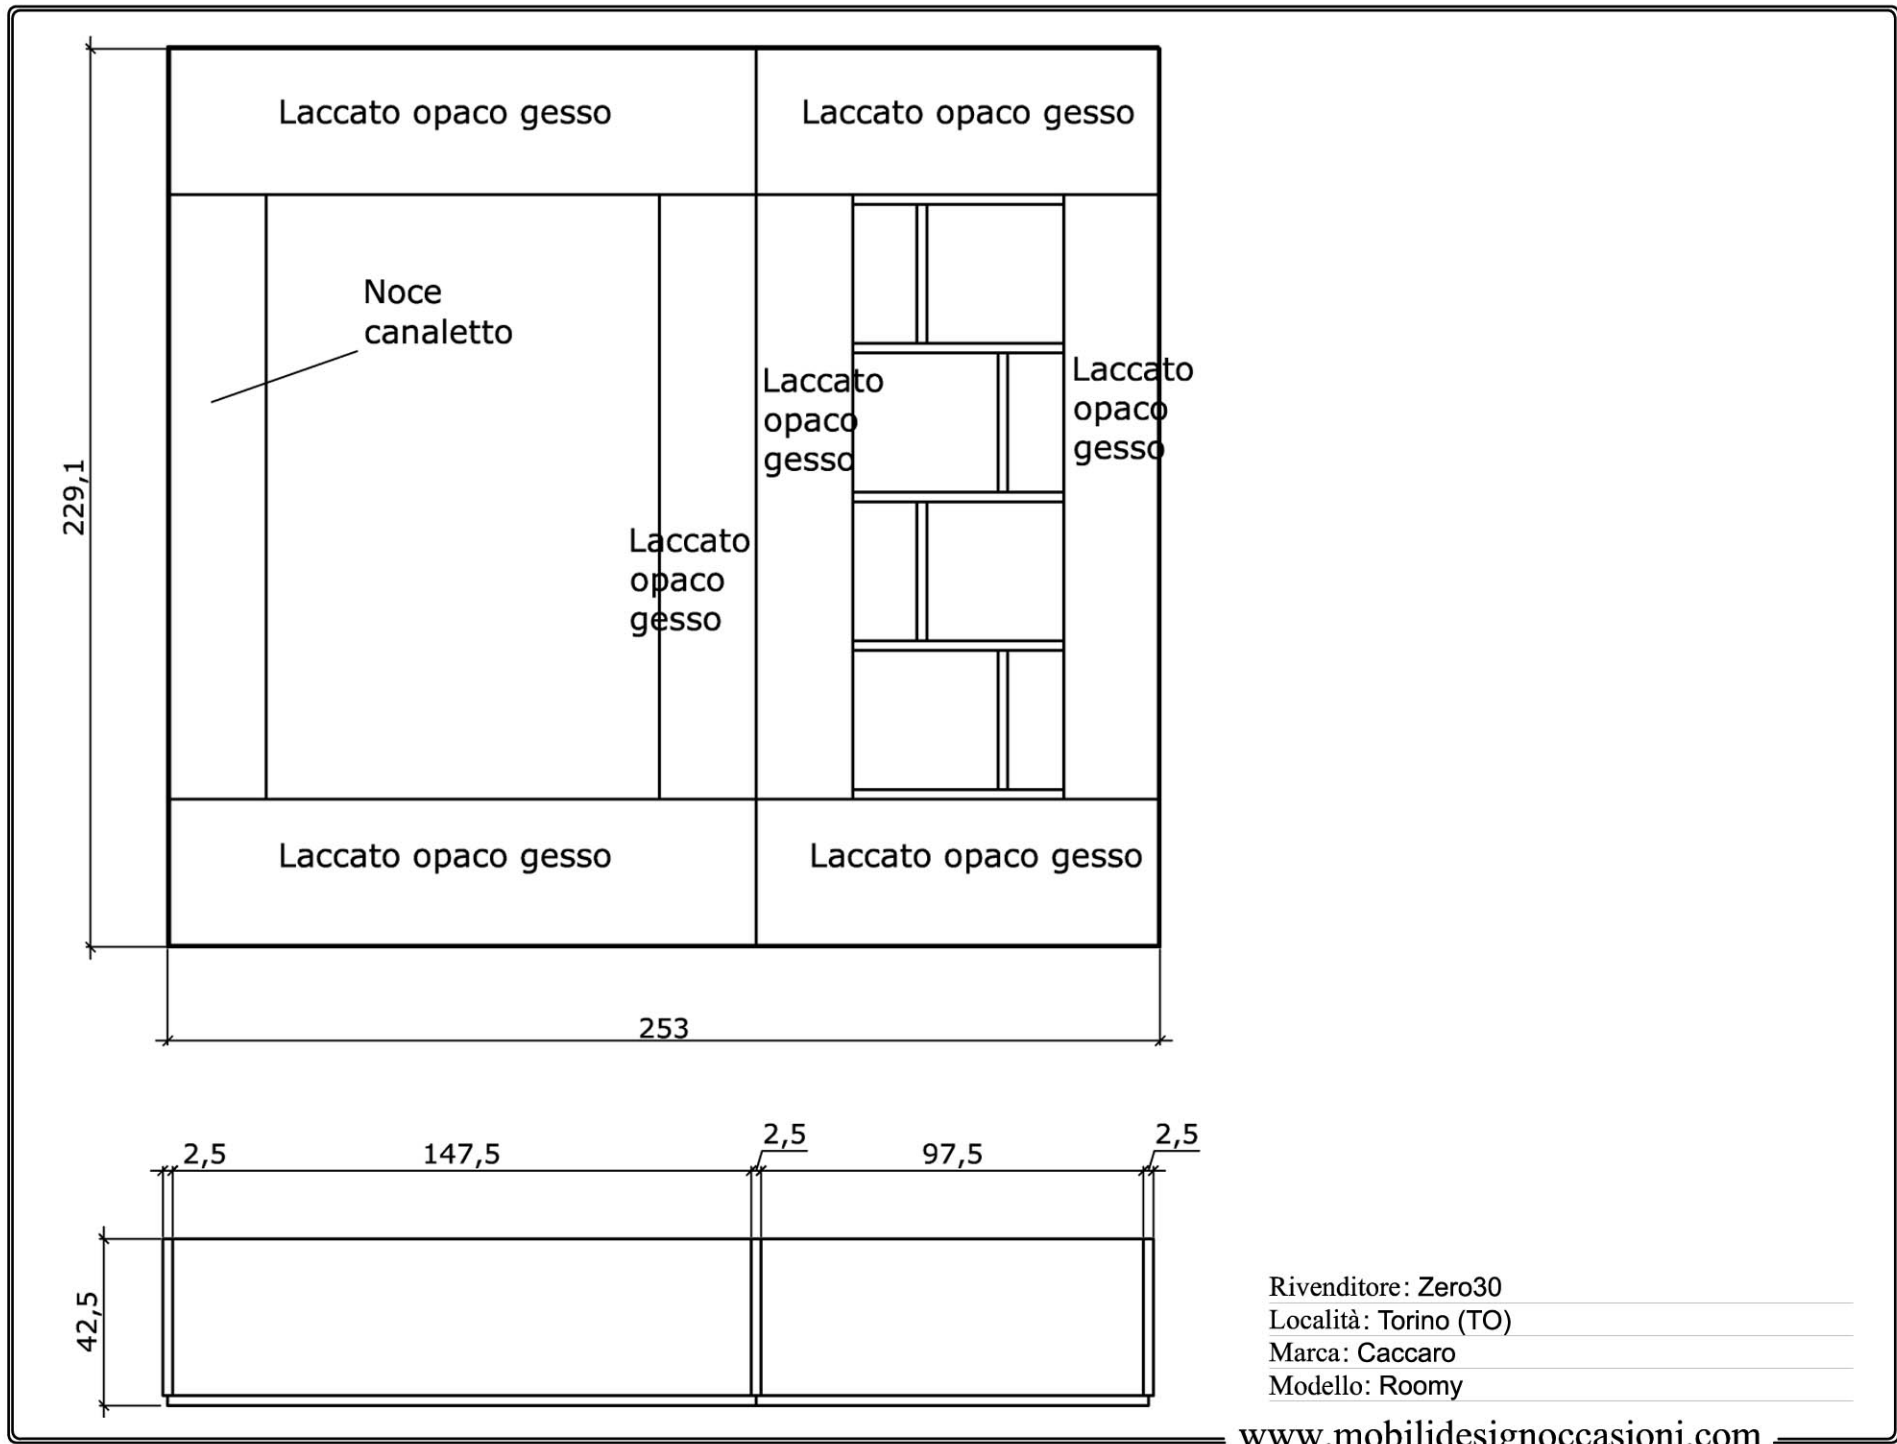 Laccato opaco gesso
Laccato opaco gesso
Noce
canaletto
Laccato
opaco
gesso
Laccato
opaco
gesso
Laccato
opaco
gesso
229,1
Laccato opaco gesso
Laccato opaco gesso
253
2,5
147,5
2,5
97,5
2,5
42,5
Rivenditore: Zero30
Località: Torino (TO)
Marca: Caccaro
Modello: Roomy
www.mobilidesignoccasioni.com